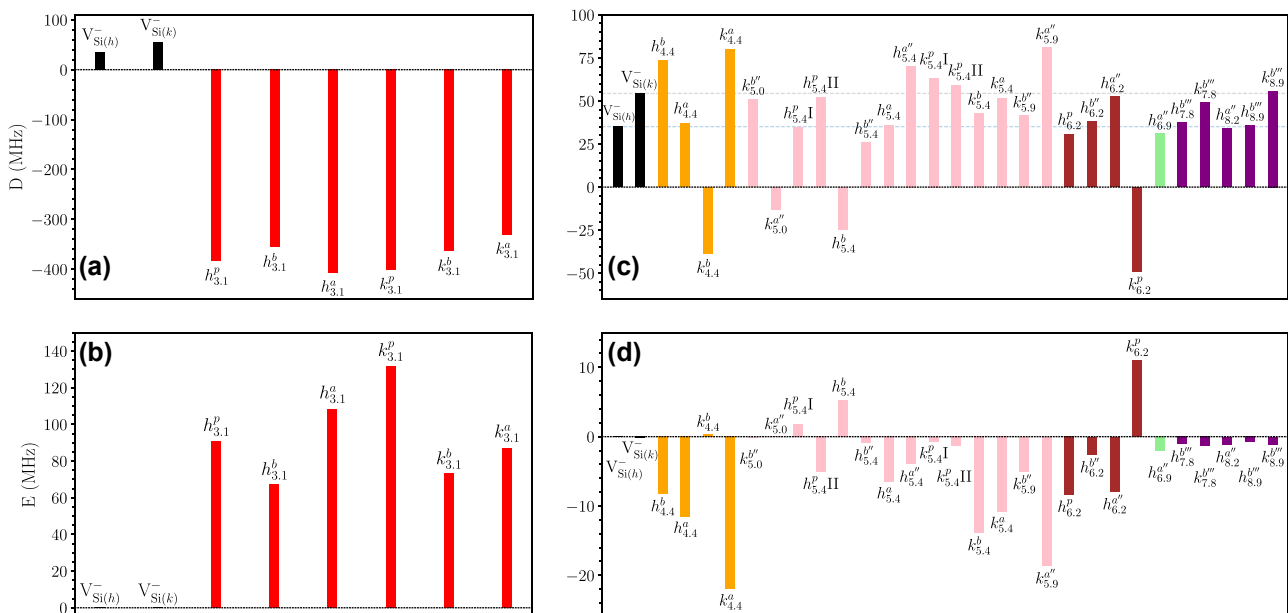 100
0
−100
−200
−300
−400
D (MHz)
V⁻Si(h)
V⁻Si(k)
h^p_3.1
h^b_3.1
h^a_3.1
k^p_3.1
k^b_3.1
k^a_3.1
(a)
140
120
100
80
60
40
20
0
E (MHz)
(b)
V⁻Si(h)
V⁻Si(k)
h^p_3.1
h^b_3.1
h^a_3.1
k^p_3.1
k^b_3.1
k^a_3.1
100
75
50
25
0
−25
−50
(c)
V⁻Si(h)
V⁻Si(k)
h^b_4.4
h^a_4.4
k^b_4.4
k^a_4.4
k^b″_5.0
k^a″_5.0
h^p_5.4 I
h^p_5.4 II
h^b_5.4
h^b″_5.4
h^a_5.4
h^a″_5.4
k^p_5.4 I
k^p_5.4 II
k^b_5.4
k^a_5.4
k^b″_5.9
k^a″_5.9
h^p_6.2
h^b″_6.2
h^a″_6.2
k^p_6.2
h^a″_6.9
h^b‴_7.8
k^b‴_7.8
h^a″_8.2
h^b‴_8.9
k^b‴_8.9
10
0
−10
−20
(d)
V⁻Si(h)
V⁻Si(k)
h^b_4.4
h^a_4.4
k^b_4.4
k^a_4.4
k^b″_5.0
k^a″_5.0
h^p_5.4 I
h^p_5.4 II
h^b_5.4
h^b″_5.4
h^a_5.4
h^a″_5.4
k^p_5.4 I
k^p_5.4 II
k^b_5.4
k^a_5.4
k^b″_5.9
k^a″_5.9
h^p_6.2
h^b″_6.2
h^a″_6.2
k^p_6.2
h^a″_6.9
h^b‴_7.8
k^b‴_7.8
h^a″_8.2
h^b‴_8.9
k^b‴_8.9